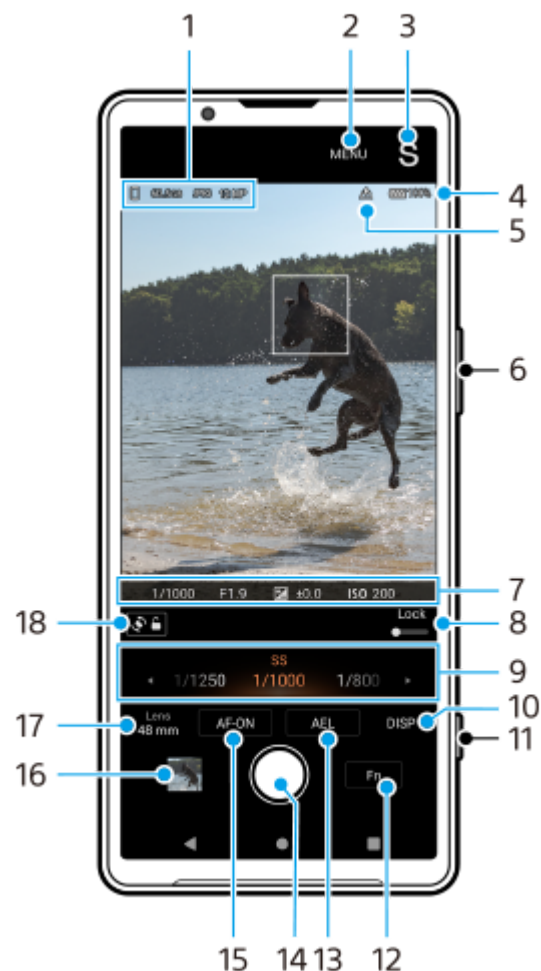 1 2 3
MENU S
100% 4
5
6
1/1000 F1.9 ±0.0 ISO 200 7
18 Lock 8
SS
1/1250 1/1000 1/800 9
10
17 Lens 48 mm AF-ON AEL DISP 11
16 Fn
15 14 13 12